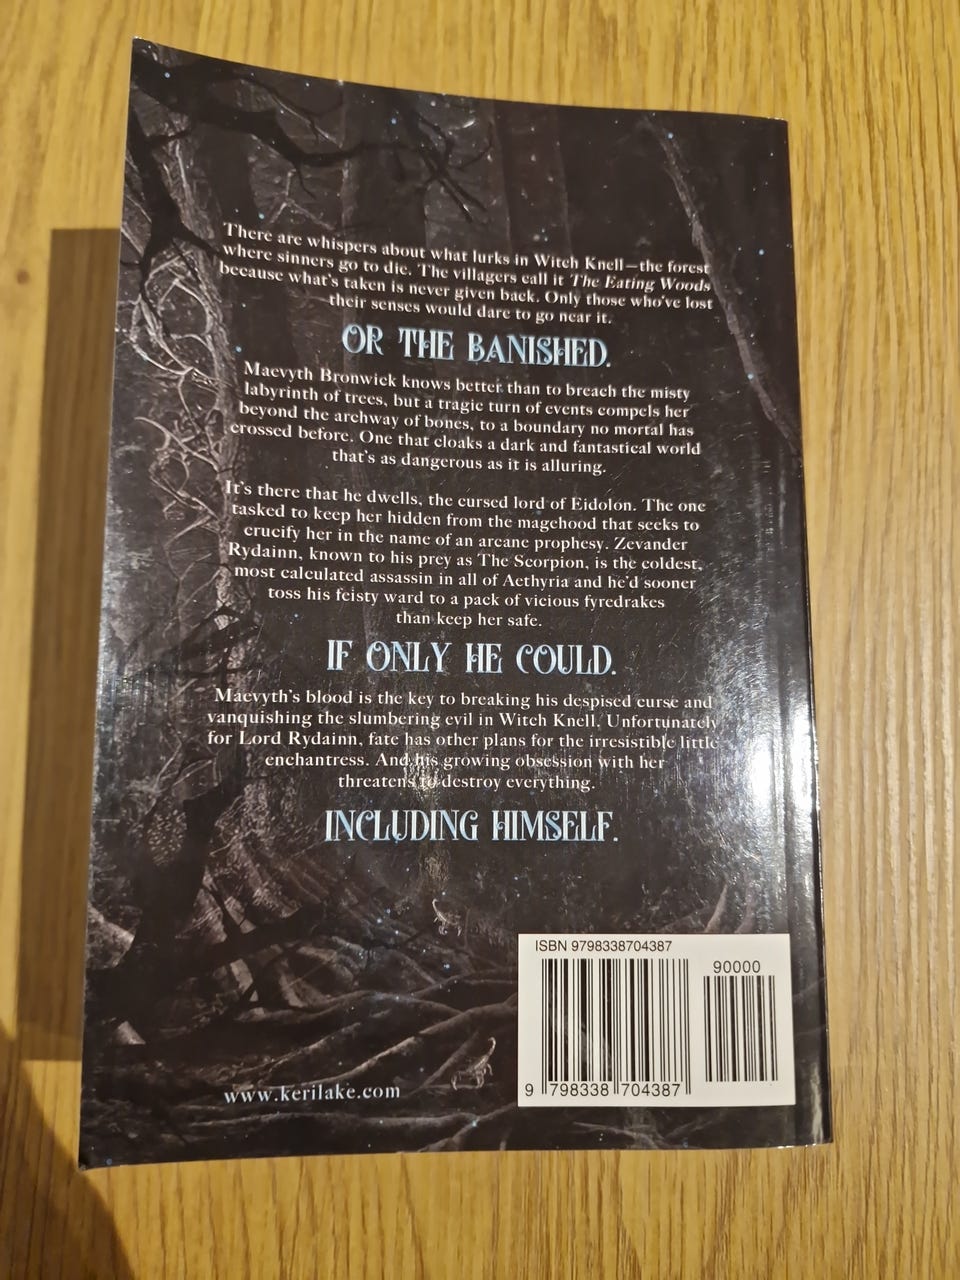 There are whispers about what lurks in Witch Knell—the forest
where sinners go to die. The villagers call it The Eating Woods
because what's taken is never given back. Only those who've lost
their senses would dare to go near it.
OR THE BANISHED.
Maevyth Bronwick knows better than to breach the misty
labyrinth of trees, but a tragic turn of events compels her
beyond the archway of bones, to a boundary no mortal has
crossed before. One that cloaks a dark and fantastical world
that's as dangerous as it is alluring.
It's there that he dwells, the cursed lord of Eidolon. The one
tasked to keep her hidden from the magehood that seeks to
crucify her in the name of an arcane prophesy. Zevander
Rydainn, known to his prey as The Scorpion, is the coldest,
most calculated assassin in all of Aethyria and he'd sooner
toss his feisty ward to a pack of vicious fyredrakes
than keep her safe.
IF ONLY HE COULD.
Maevyth's blood is the key to breaking his despised curse and
vanquishing the slumbering evil in Witch Knell. Unfortunately
for Lord Rydainn, fate has other plans for the irresistible little
enchantress. And his growing obsession with her
threatens to destroy everything.
INCLUDING HIMSELF.
ISBN 9798338704387
90000
9 798338 704387
www.kerilake.com